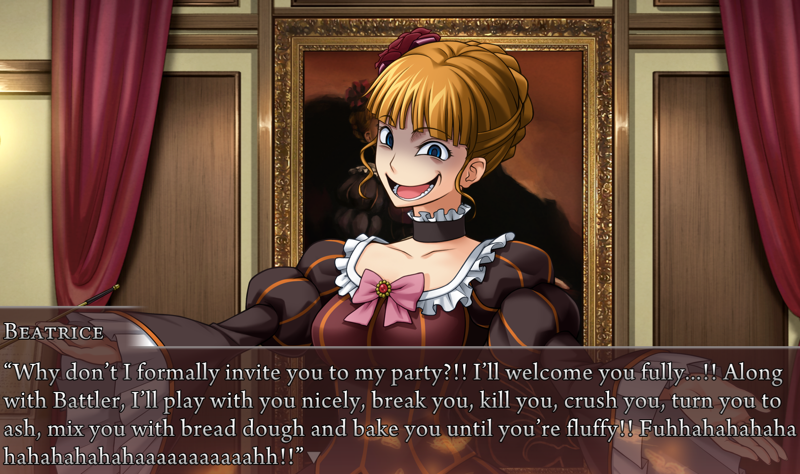 Beatrice
“Why don’t I formally invite you to my party?!! I’ll welcome you fully...!! Along
with Battler, I’ll play with you nicely, break you, kill you, crush you, turn you to
ash, mix you with bread dough and bake you until you’re fluffy!! Fuhhahahahaha
hahahahahahaaaaaaaaaaahh!!”